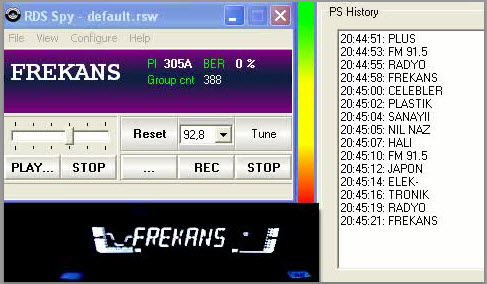 RDS Spy - default.rsw
File View Configure Help
FREKANS
PI 305A BER 0 %
Group cnt 388
Reset 92,8 Tune
PLAY... STOP ... REC STOP
FREKANS
PS History
20:44:51: PLUS
20:44:53: FM 91.5
20:44:55: RADYO
20:44:58: FREKANS
20:45:00: CELEBLER
20:45:02: PLASTIK
20:45:04: SANAYII
20:45:05: NIL NAZ
20:45:07: HALI
20:45:10: FM 91.5
20:45:12: JAPON
20:45:14: ELEK-
20:45:16: TRONIK
20:45:19: RADYO
20:45:21: FREKANS